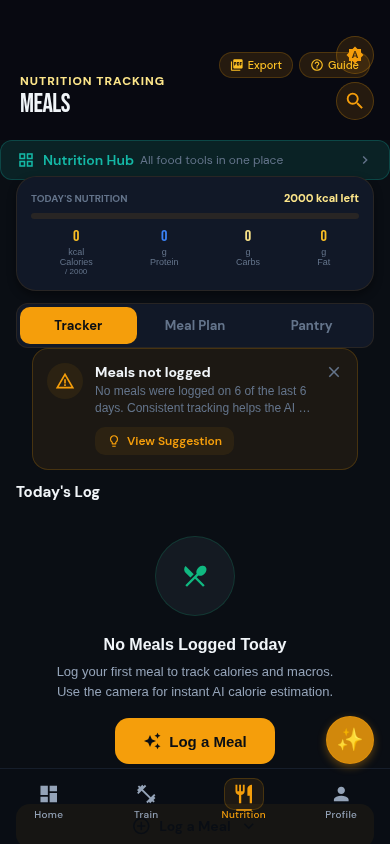 Export
Guide
A
NUTRITION TRACKING
MEALS
Nutrition Hub All food tools in one place
TODAY'S NUTRITION 2000 kcal left
0 0 0 0
kcal g g g
Calories Protein Carbs Fat
/ 2000
Tracker Meal Plan Pantry
Meals not logged
No meals were logged on 6 of the last 6
days. Consistent tracking helps the AI ...
View Suggestion
Today's Log
No Meals Logged Today
Log your first meal to track calories and macros.
Use the camera for instant AI calorie estimation.
Log a Meal
Home Train Nutrition Profile
Log a Meal